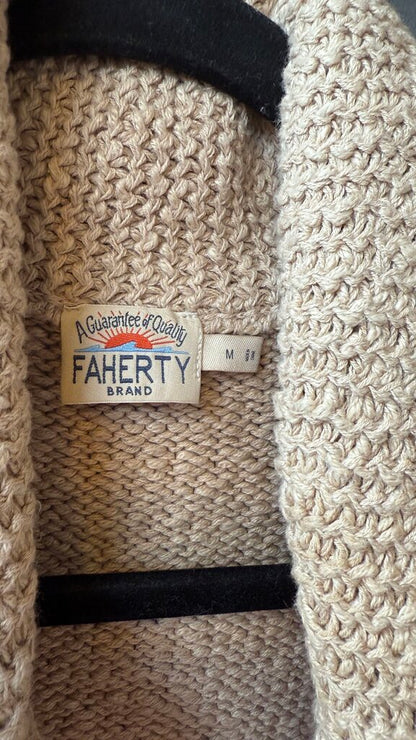 A Guarantee of Quality
FAHERTY
BRAND
M